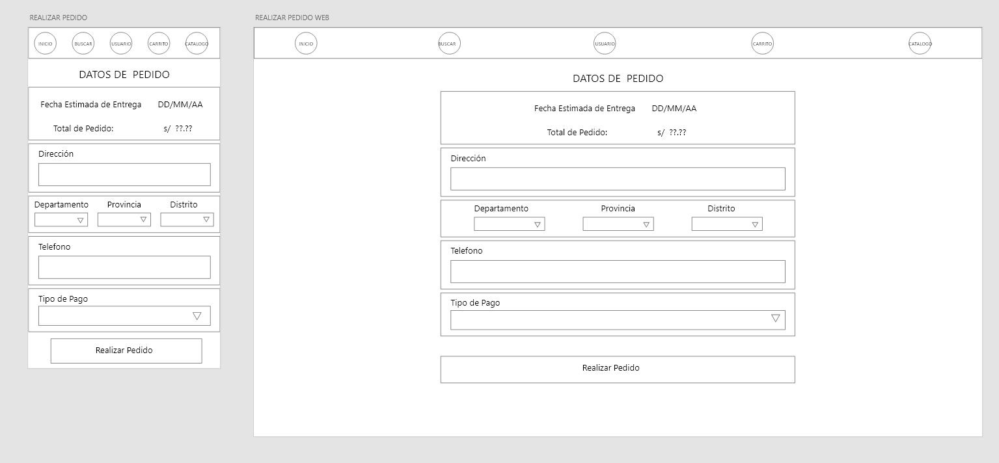 REALIZAR PEDIDO
INICIO BUSCAR USUARIO CARRITO CATALOGO
DATOS DE  PEDIDO
Fecha Estimada de Entrega DD/MM/AA
Total de Pedido: s/  ??.??
Dirección
Departamento Provincia Distrito
Telefono
Tipo de Pago
Realizar Pedido
REALIZAR PEDIDO WEB
INICIO BUSCAR USUARIO CARRITO CATALOGO
DATOS DE  PEDIDO
Fecha Estimada de Entrega DD/MM/AA
Total de Pedido: s/  ??.??
Dirección
Departamento Provincia Distrito
Telefono
Tipo de Pago
Realizar Pedido